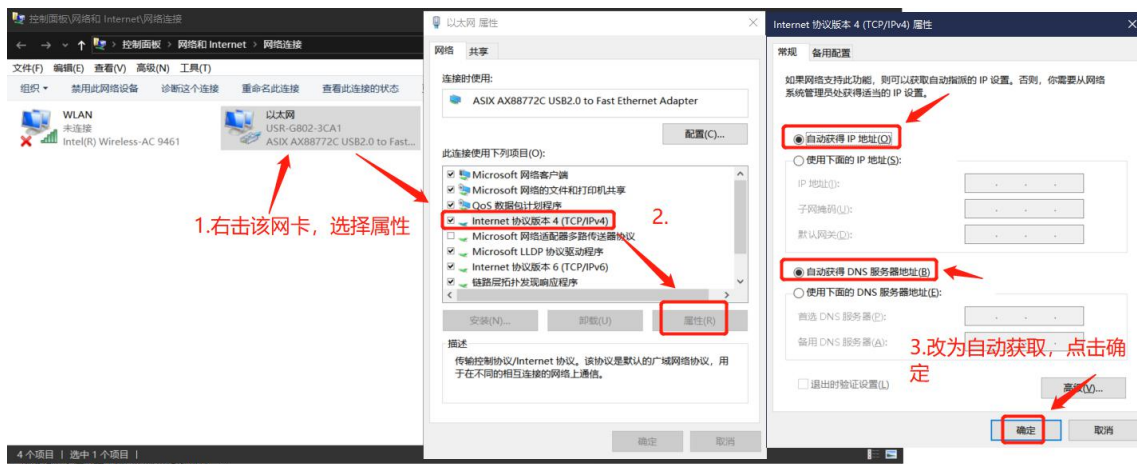 控制面板\网络和 Internet\网络连接
控制面板 > 网络和 Internet > 网络连接
文件(F) 编辑(E) 查看(V) 高级(N) 工具(T)
组织 禁用此网络设备 诊断这个连接 重命名此连接 查看此连接的状态
WLAN
未连接
Intel(R) Wireless-AC 9461
以太网
USR-G802-3CA1
ASIX AX88772C USB2.0 to Fast...
1.右击该网卡，选择属性
4 个项目 | 选中 1 个项目 |
以太网 属性
网络 共享
连接时使用:
ASIX AX88772C USB2.0 to Fast Ethernet Adapter
配置(C)...
此连接使用下列项目(O):
Microsoft 网络客户端
Microsoft 网络的文件和打印机共享
QoS 数据包计划程序
Internet 协议版本 4 (TCP/IPv4)
2.
Microsoft 网络适配器多路传送器协议
Microsoft LLDP 协议驱动程序
Internet 协议版本 6 (TCP/IPv6)
链路层拓扑发现响应程序
安装(N)... 卸载(U) 属性(R)
描述
传输控制协议/Internet 协议。该协议是默认的广域网络协议，用
于在不同的相互连接的网络上通信。
确定 取消
Internet 协议版本 4 (TCP/IPv4) 属性
常规 备用配置
如果网络支持此功能，则可以获取自动指派的 IP 设置。否则，你需要从网络
系统管理员处获得适当的 IP 设置。
自动获得 IP 地址(O)
使用下面的 IP 地址(S):
IP 地址(I):
子网掩码(U):
默认网关(D):
自动获得 DNS 服务器地址(B)
使用下面的 DNS 服务器地址(E):
首选 DNS 服务器(P):
备用 DNS 服务器(A):
3.改为自动获取，点击确
定
退出时验证设置(L)
高级(V)...
确定 取消